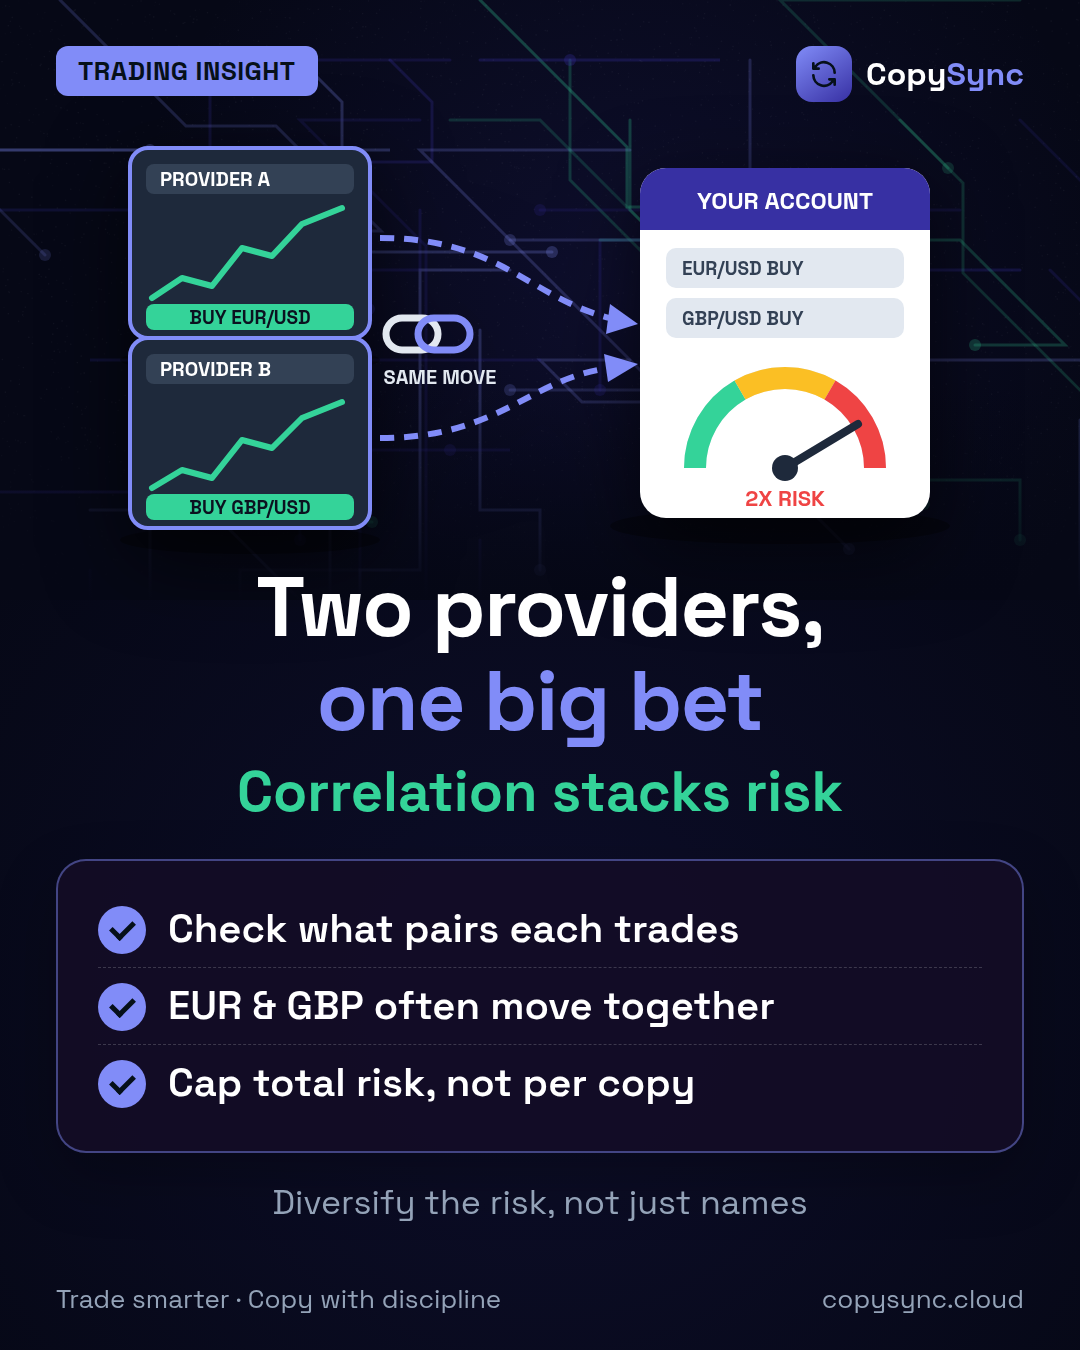 TRADING INSIGHT
CopySync
PROVIDER A
BUY EUR/USD
PROVIDER B
BUY GBP/USD
SAME MOVE
YOUR ACCOUNT
EUR/USD BUY
GBP/USD BUY
2X RISK
Two providers,
one big bet
Correlation stacks risk
Check what pairs each trades
EUR & GBP often move together
Cap total risk, not per copy
Diversify the risk, not just names
Trade smarter · Copy with discipline
copysync.cloud